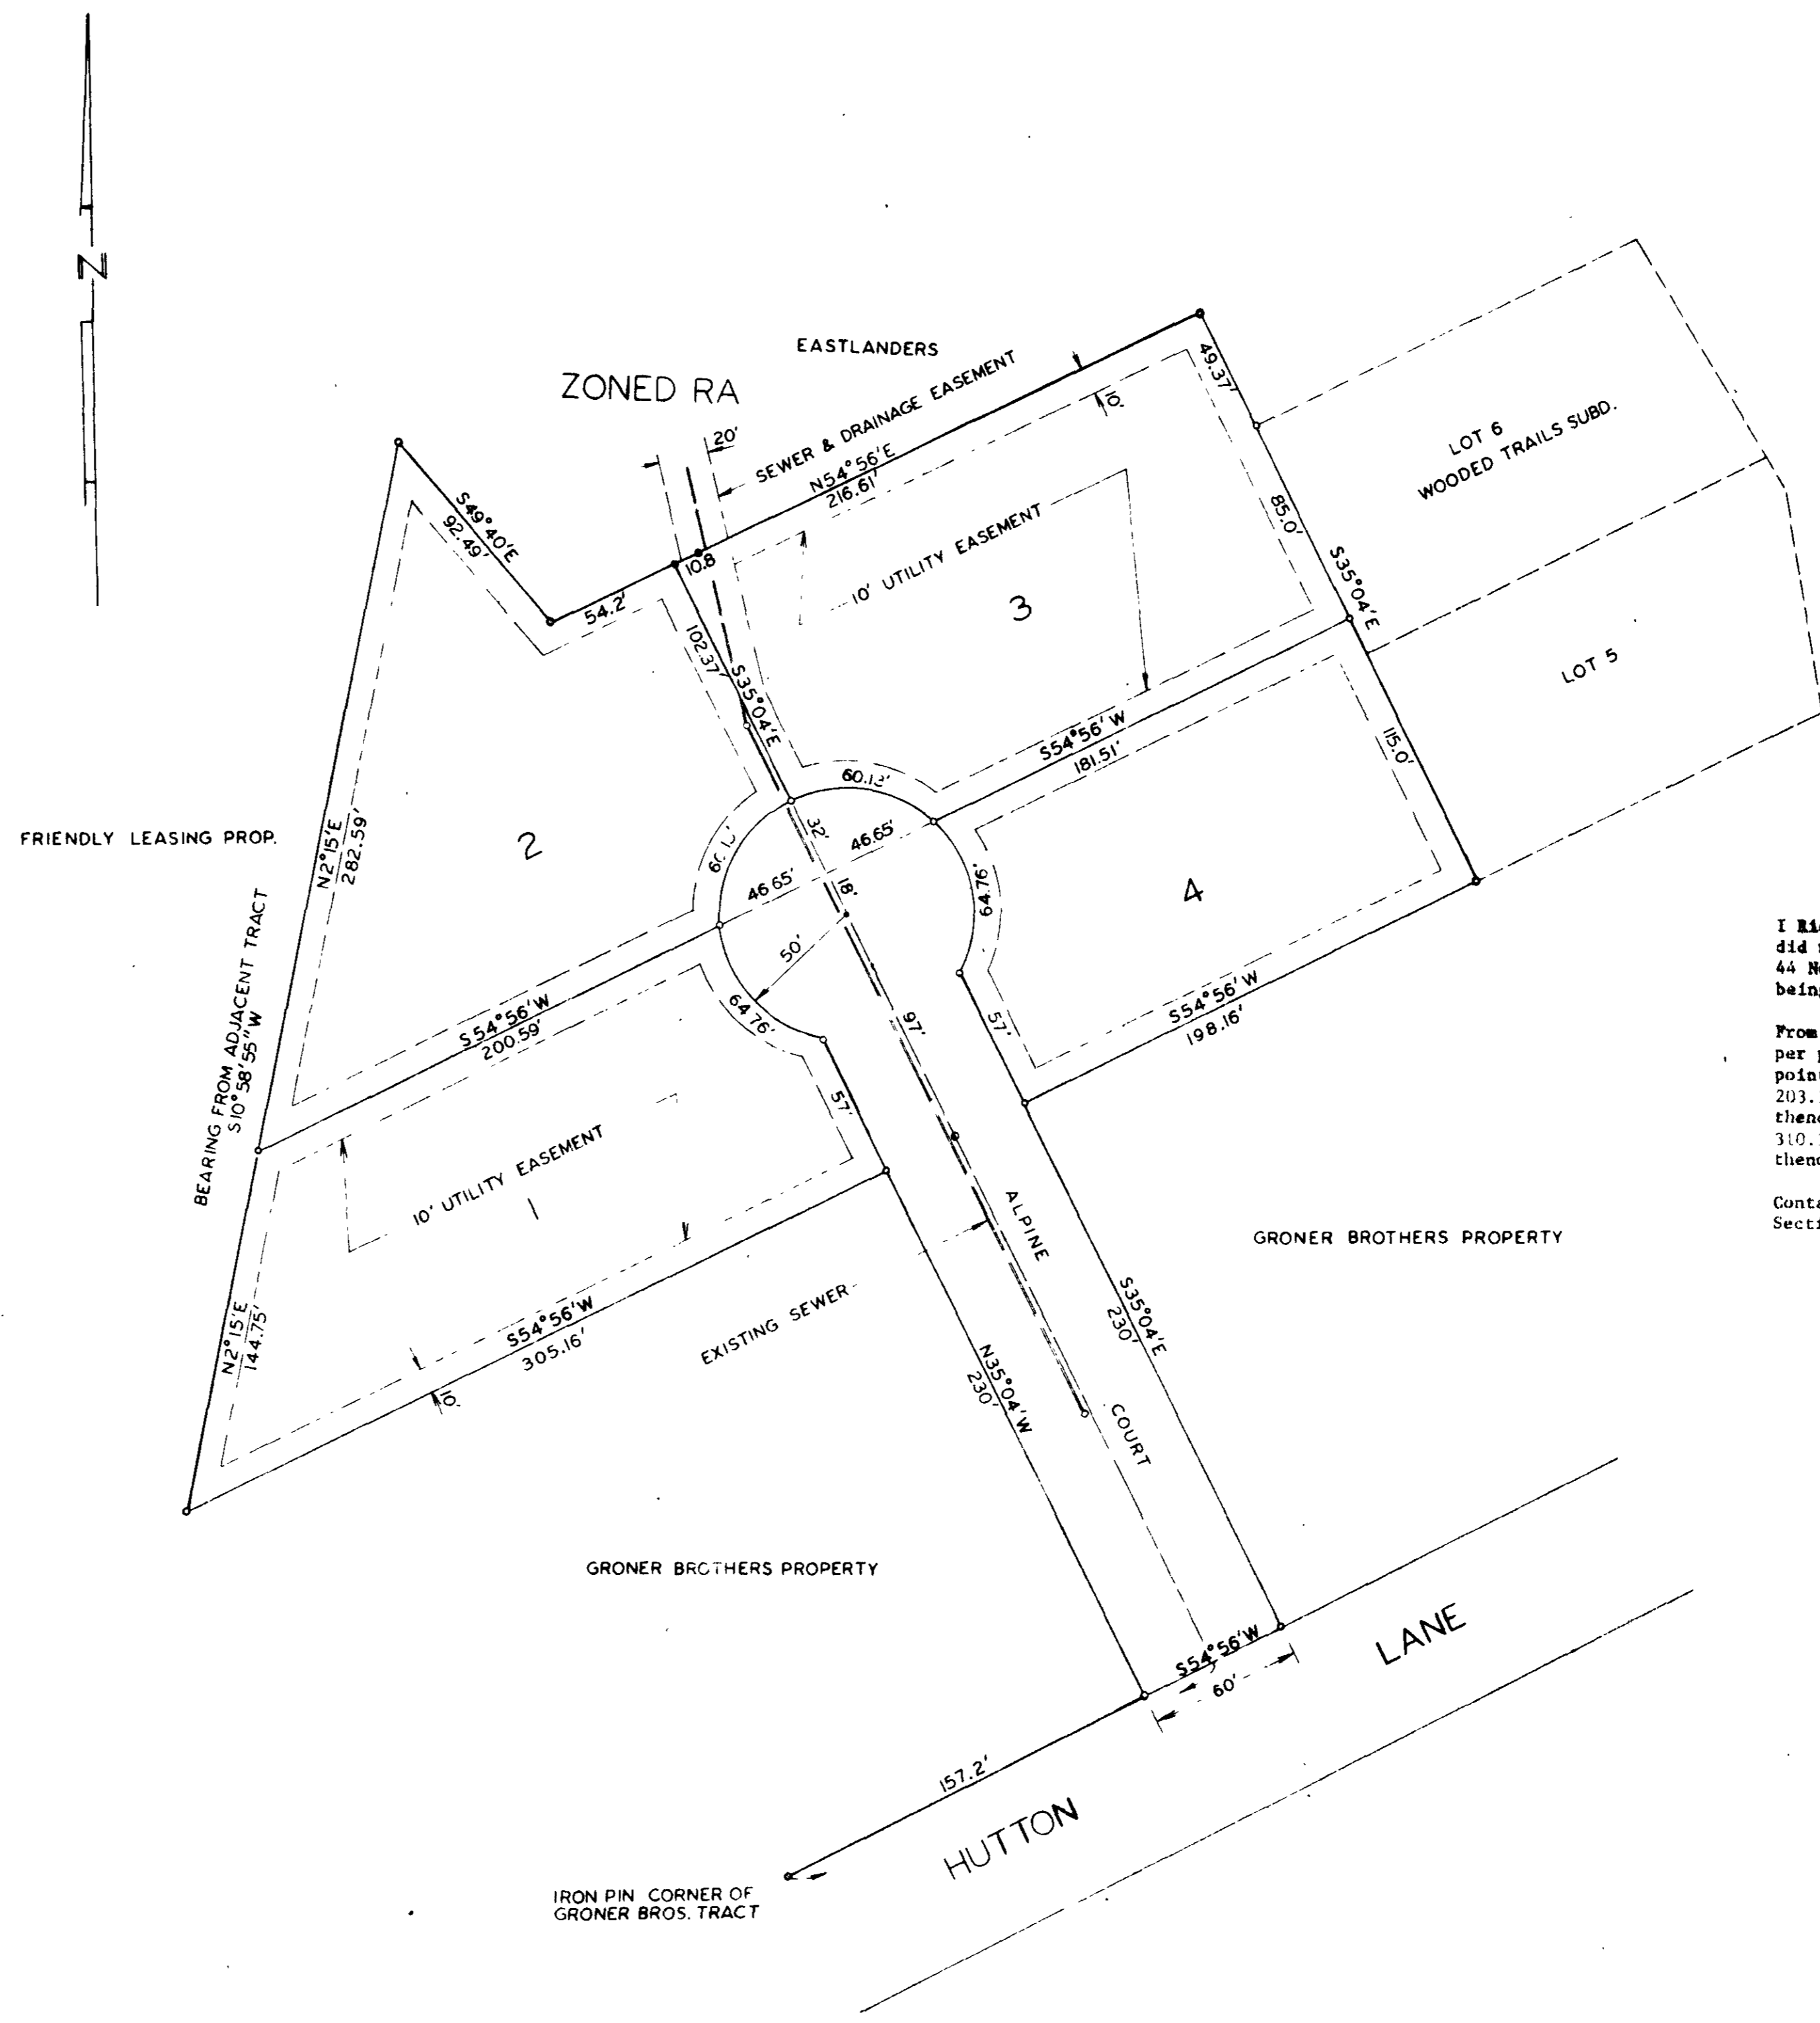 N
EASTLANDERS
ZONED RA
20'
SEWER & DRAINAGE EASEMENT
N54°56'E
216.61'
10'
49.37'
LOT 6
WOODED TRAILS SUBD.
S49°40'E
92.49'
10.8
54.2'
10' UTILITY EASEMENT
3
85.0'
S35°04'E
LOT 5
102.37'
S35°04'E
S54°56'W
181.51'
115.0'
FRIENDLY LEASING PROP.
N2°15'E
282.59'
2
32'
46.65'
46.65'
18'
64.76'
4
50'
BEARING FROM ADJACENT TRACT
S10°58'55"W
S54°56'W
200.59'
64.76'
97'
57'
S54°56'W
198.16'
I
did
44
From
per
203.
310.
57'
10' UTILITY EASEMENT
1
ALPINE
COURT
GRONER BROTHERS PROPERTY
N2°15'E
144.75'
S54°56'W
305.16'
10'
EXISTING SEWER
S35°04'E
230'
N35°04'W
230'
GRONER BROTHERS PROPERTY
S54°56'W
60'
LANE
157.2'
HUTTON
IRON PIN CORNER OF
GRONER BROS. TRACT